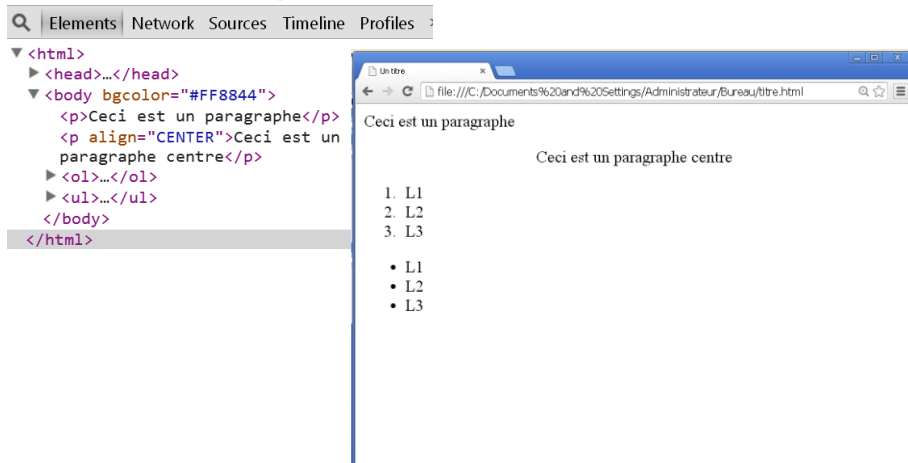 Elements Network Sources Timeline Profiles
<html>
<head>…</head>
<body bgcolor="#FF8844">
<p>Ceci est un paragraphe</p>
<p align="CENTER">Ceci est un
paragraphe centre</p>
<ol>…</ol>
<ul>…</ul>
</body>
</html>
Un titre
file:///C:/Documents%20and%20Settings/Administrateur/Bureau/titre.html
Ceci est un paragraphe
Ceci est un paragraphe centre
1. L1
2. L2
3. L3
• L1
• L2
• L3